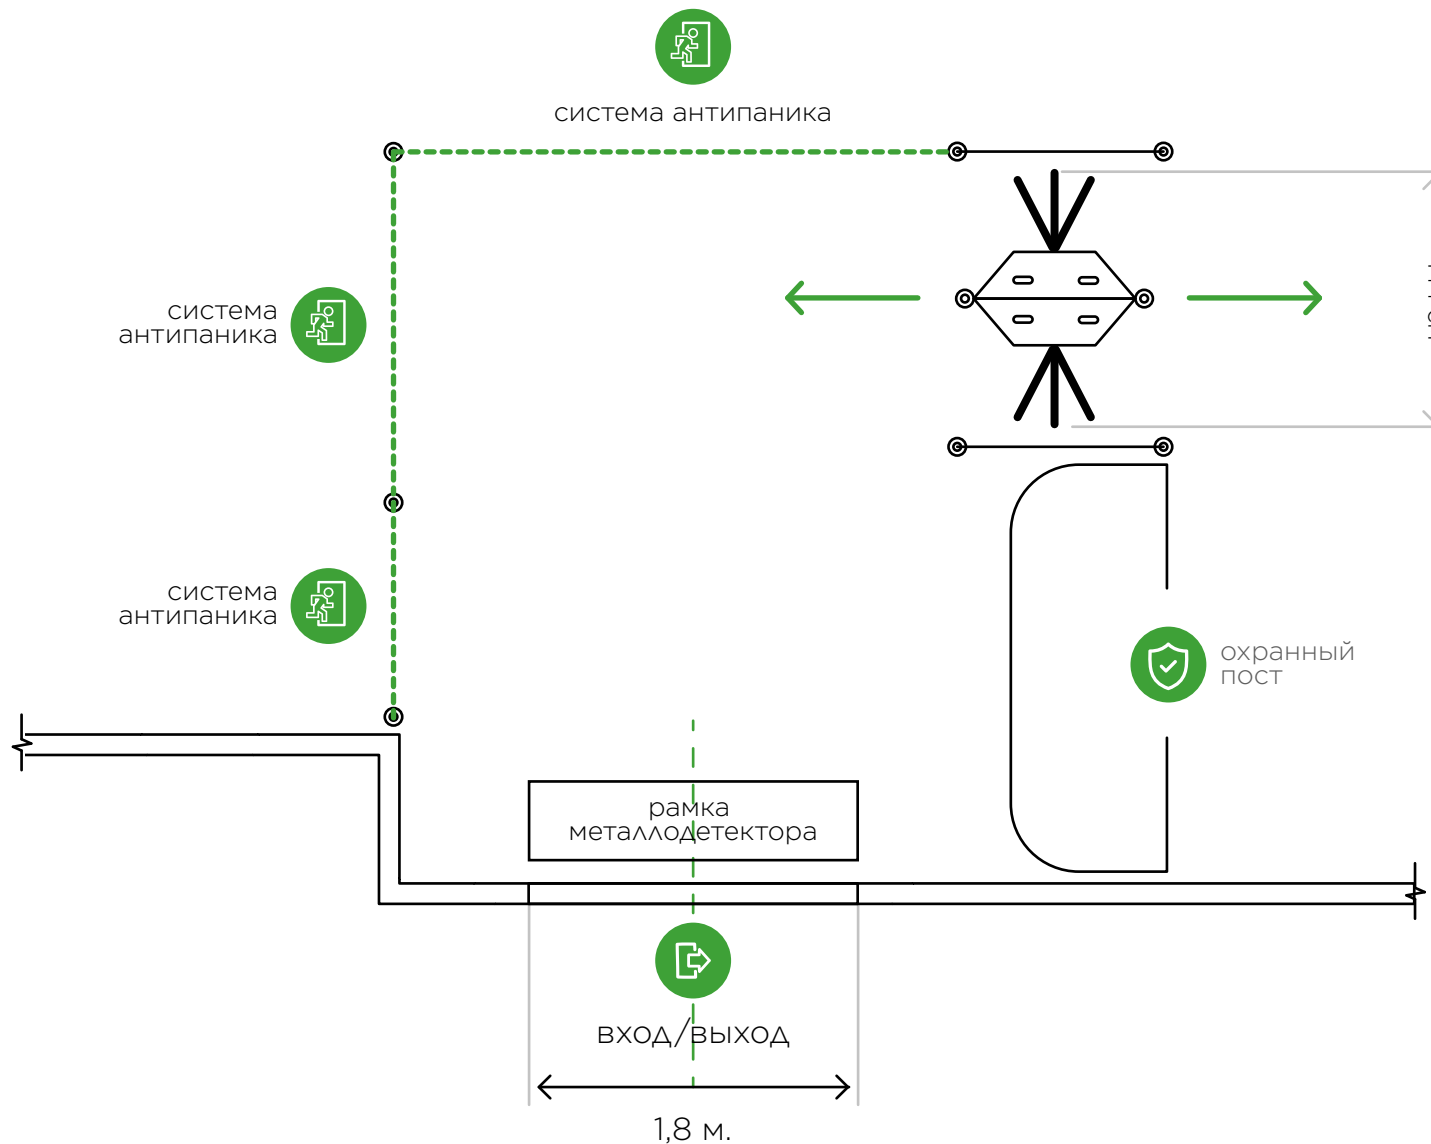 система антипаника
система
антипаника
система
антипаника
охранный
пост
рамка
металлодетектора
вход/выход
1,8 м.